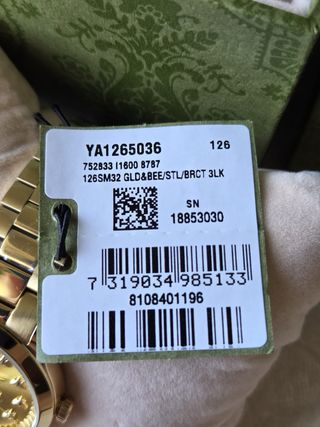 YA1265036 126
752833 I1600 8787
126SM32 GLD&BEE/STL/BRCT 3LK
SN
18853030
7 319034 985133
8108401196